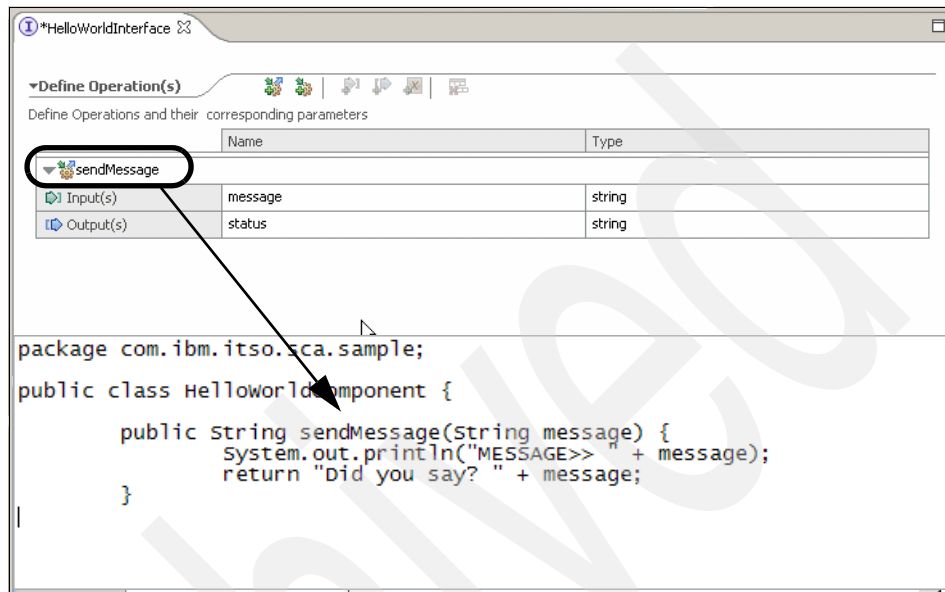 *HelloWorldInterface
Define Operation(s)
Define Operations and their corresponding parameters
Name Type
sendMessage
Input(s) message string
Output(s) status string
package com.ibm.itso.sca.sample;
public class HelloWorldComponent {
public String sendMessage(String message) {
System.out.println("MESSAGE>> " + message);
return "Did you say? " + message;
}